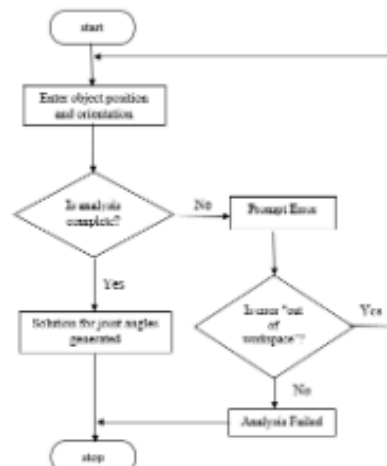 start
Enter object position
and orientation
Is analysis
complete?
No
Prompt Error
Yes
Solution for joint angles
generated
Is error "out
of
workspace"?
Yes
No
Analysis Failed
stop